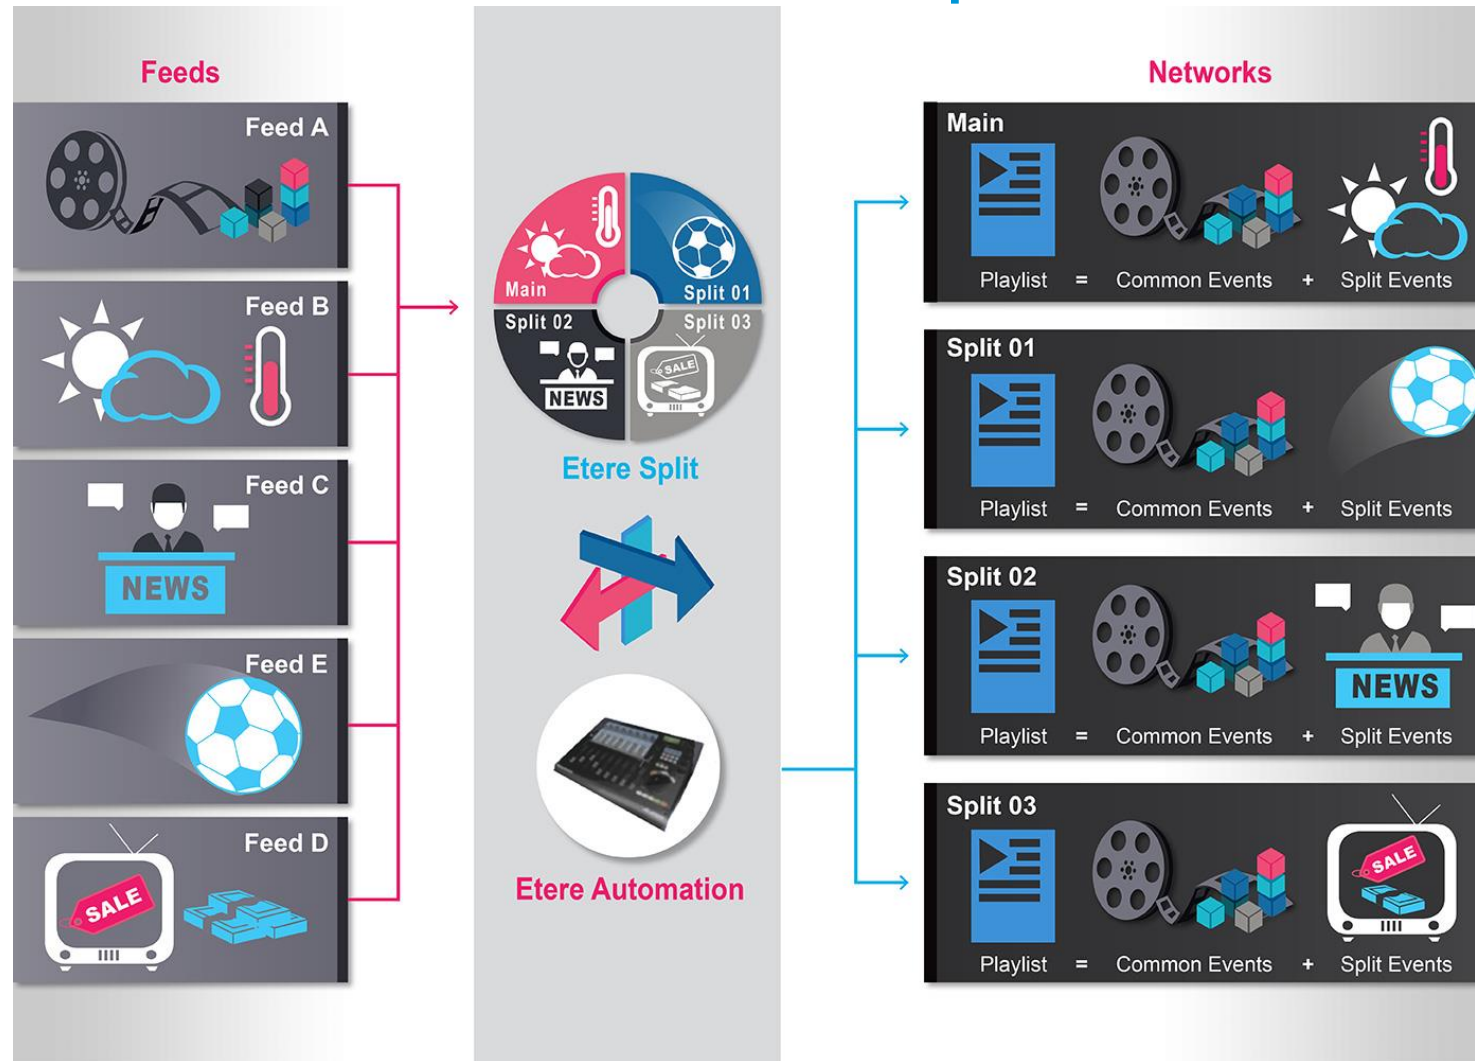 Feeds
Feed A
Feed B
Feed C
NEWS
Feed E
Feed D
SALE
Main
Split 01
Split 02
Split 03
NEWS
SALE
Etere Split
Etere Automation
Networks
Main
Playlist = Common Events + Split Events
Split 01
Playlist = Common Events + Split Events
Split 02
NEWS
Playlist = Common Events + Split Events
Split 03
SALE
Playlist = Common Events + Split Events